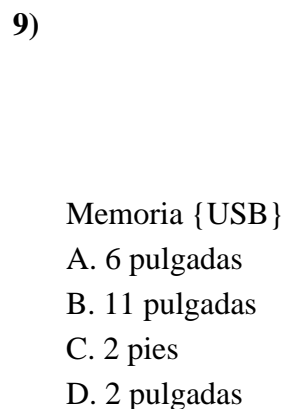 9)
Memoria {USB}
A. 6 pulgadas
B. 11 pulgadas
C. 2 pies
D. 2 pulgadas